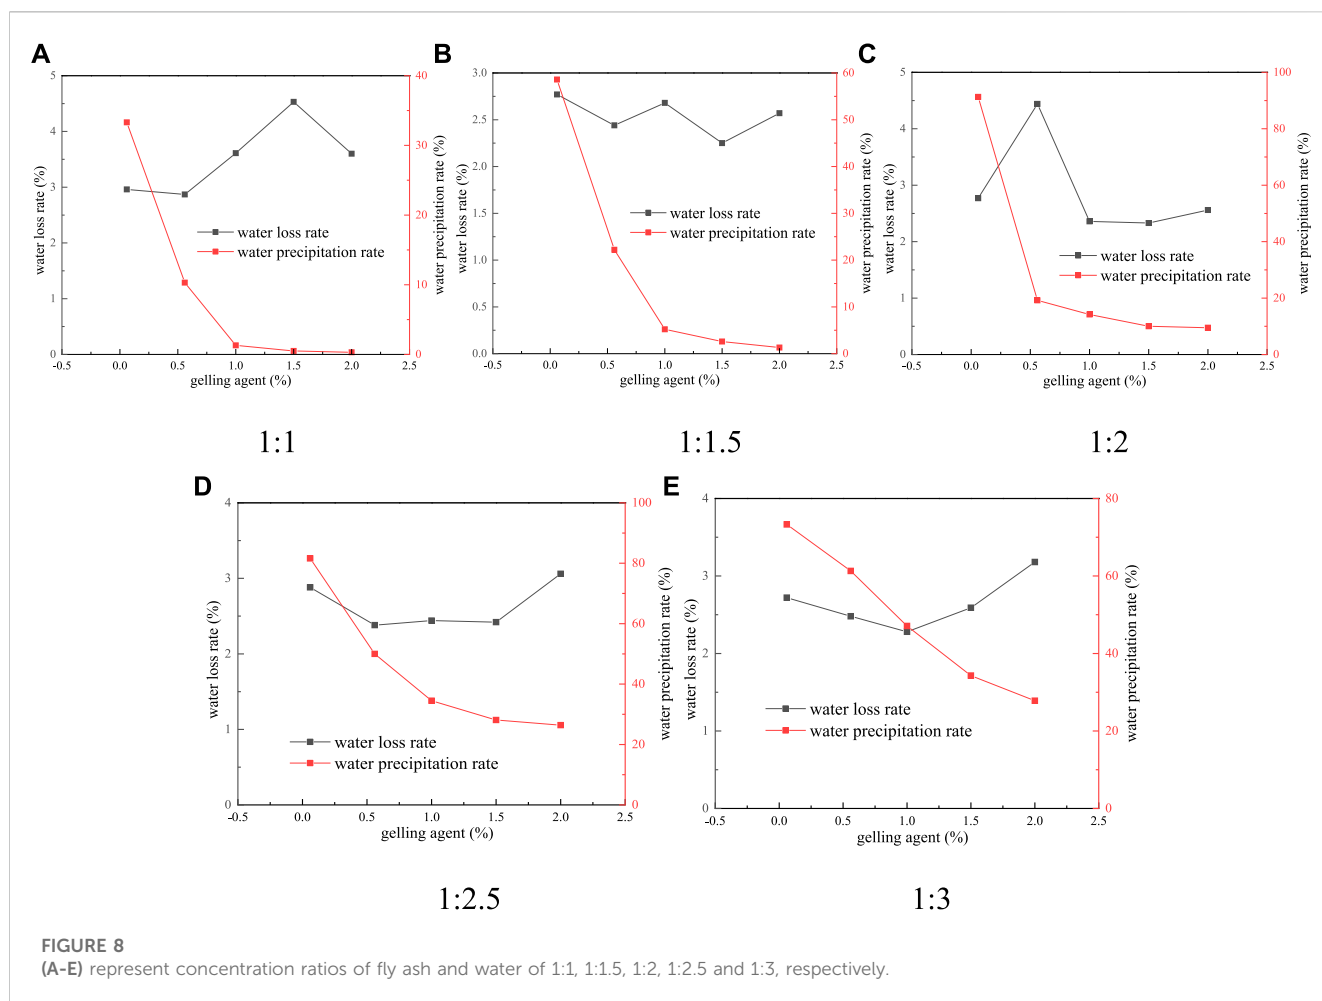 A
5
4
3
2
1
0
water loss rate (%)
40
30
20
10
0
water precipitation rate (%)
water loss rate
water precipitation rate
-0.5 0.0 0.5 1.0 1.5 2.0 2.5
gelling agent (%)
1:1
B
3.0
2.5
2.0
1.5
1.0
0.5
0.0
water loss rate (%)
60
50
40
30
20
10
0
water precipitation rate (%)
water loss rate
water precipitation rate
-0.5 0.0 0.5 1.0 1.5 2.0 2.5
gelling agent (%)
1:1.5
C
5
4
3
2
1
0
water loss rate (%)
100
80
60
40
20
0
water precipitation rate (%)
water loss rate
water precipitation rate
-0.5 0.0 0.5 1.0 1.5 2.0 2.5
gelling agent (%)
1:2
D
4
3
2
1
0
water loss rate (%)
100
80
60
40
20
0
water precipitation rate (%)
water loss rate
water precipitation rate
-0.5 0.0 0.5 1.0 1.5 2.0 2.5
gelling agent (%)
1:2.5
E
4
3
2
1
0
water loss rate (%)
80
60
40
20
0
water precipitation rate (%)
water loss rate
water precipitation rate
-0.5 0.0 0.5 1.0 1.5 2.0 2.5
gelling agent (%)
1:3
FIGURE 8
(A-E) represent concentration ratios of fly ash and water of 1:1, 1:1.5, 1:2, 1:2.5 and 1:3, respectively.